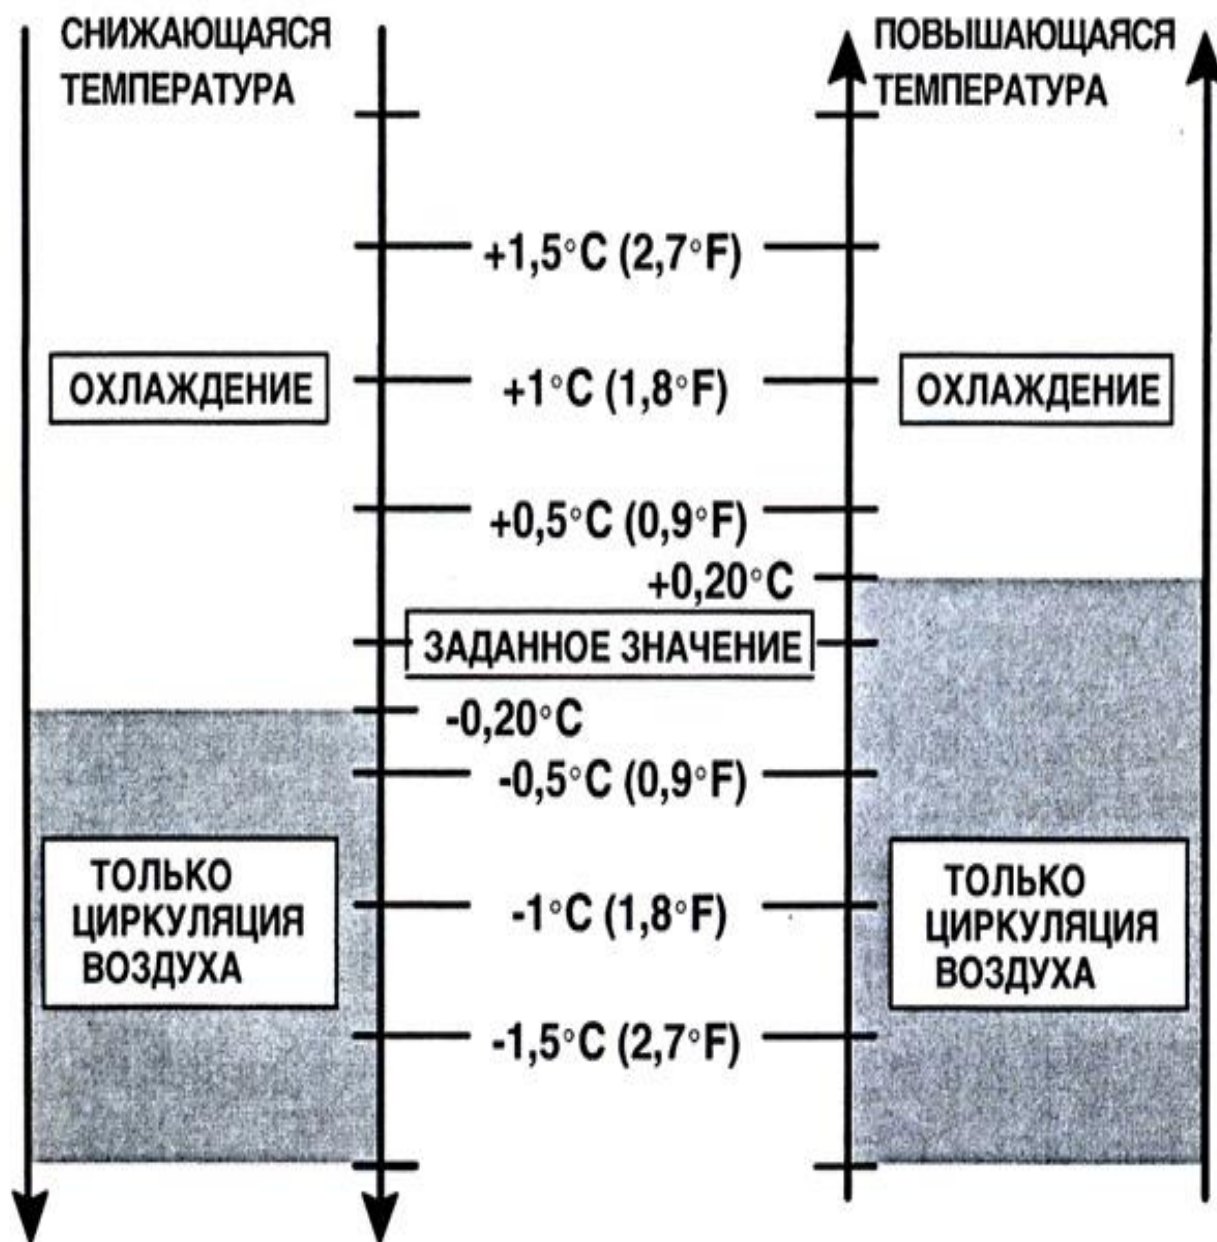 СНИЖАЮЩАЯСЯ
ТЕМПЕРАТУРА
ПОВЫШАЮЩАЯСЯ
ТЕМПЕРАТУРА
+1,5°C (2,7°F)
ОХЛАЖДЕНИЕ
+1°C (1,8°F)
ОХЛАЖДЕНИЕ
+0,5°C (0,9°F)
+0,20°C
ЗАДАННОЕ ЗНАЧЕНИЕ
-0,20°C
-0,5°C (0,9°F)
ТОЛЬКО
ЦИРКУЛЯЦИЯ
ВОЗДУХА
-1°C (1,8°F)
ТОЛЬКО
ЦИРКУЛЯЦИЯ
ВОЗДУХА
-1,5°C (2,7°F)